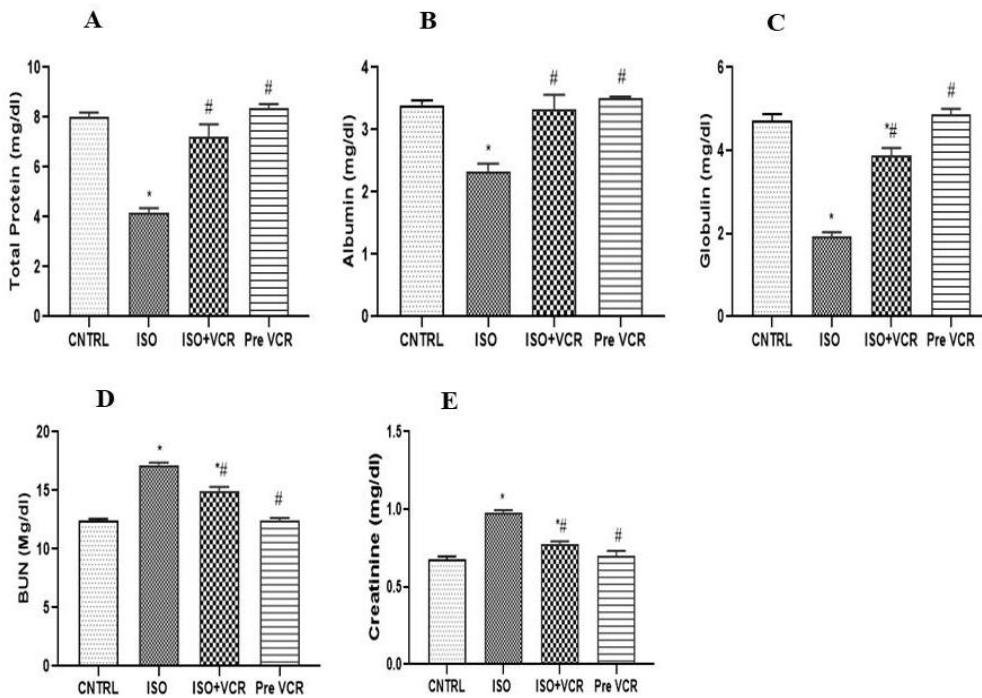 A
Total Protein (mg/dl)
10
8
6
4
2
0
*
#
#
CNTRL ISO ISO+VCR Pre VCR
B
Albumin (mg/dl)
4
3
2
1
0
*
#
#
CNTRL ISO ISO+VCR Pre VCR
C
Globulin (mg/dl)
6
4
2
0
*
*#
#
CNTRL ISO ISO+VCR Pre VCR
D
BUN (Mg/dl)
20
15
10
5
0
*
*#
#
CNTRL ISO ISO+VCR Pre VCR
E
Creatinine (mg/dl)
1.5
1.0
0.5
0.0
*
*#
#
CNTRL ISO ISO+VCR Pre VCR